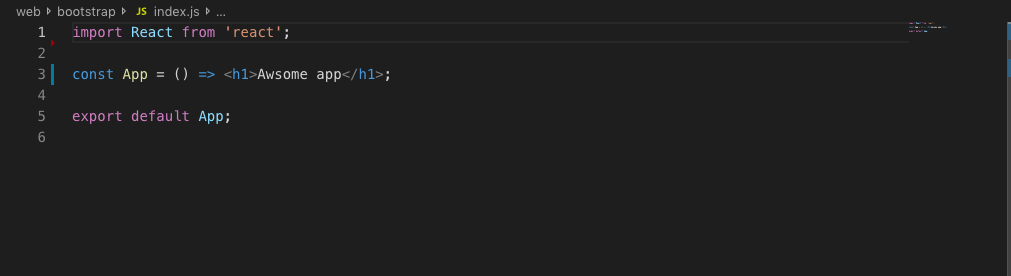 web bootstrap JS index.js ...
1 import React from 'react';
2
3 const App = () => <h1>Awsome app</h1>;
4
5 export default App;
6